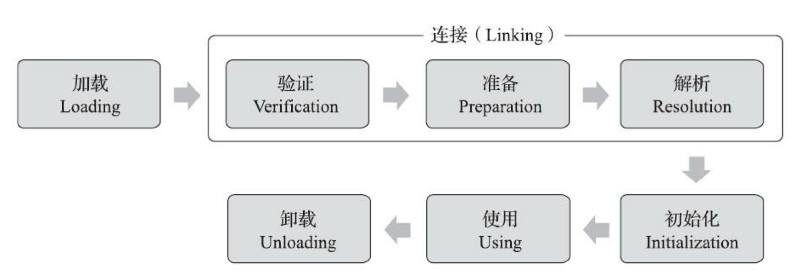 连接（Linking）
加载
Loading
验证
Verification
准备
Preparation
解析
Resolution
初始化
Initialization
使用
Using
卸载
Unloading